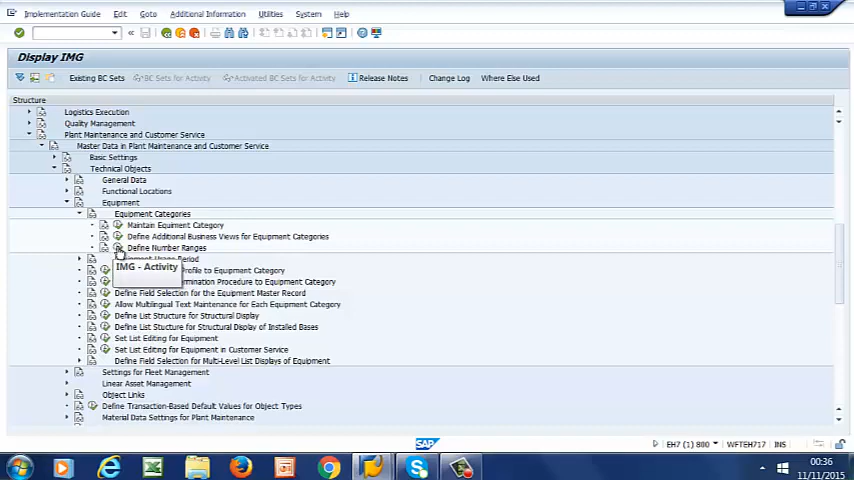 Implementation Guide Edit Goto Additional Information Utilities System Help
Display IMG
Existing BC Sets BC Sets for Activity Activated BC Sets for Activity Release Notes Change Log Where Else Used
Structure
Logistics Execution
Quality Management
Plant Maintenance and Customer Service
Master Data in Plant Maintenance and Customer Service
Basic Settings
Technical Objects
General Data
Functional Locations
Equipment
Equipment Categories
Maintain Equiment Category
Define Additional Business Views for Equipment Categories
Define Number Ranges
Usage Period
IMG - Activity
Profile to Equipment Category
Procedure to Equipment Category
Define Field Selection for the Equipment Master Record
Allow Multilingual Text Maintenance for Each Equipment Category
Define List Structure for Structural Display
Define List Structure for Structural Display of Installed Bases
Set List Editing for Equipment
Set List Editing for Equipment in Customer Service
Define Field Selection for Multi-Level List Displays of Equipment
Settings for Fleet Management
Linear Asset Management
Object Links
Define Transaction-Based Default Values for Object Types
Material Data Settings for Plant Maintenance
SAP
EH7 (1) 800 WFTEH717 INS
00:36
11/11/2015